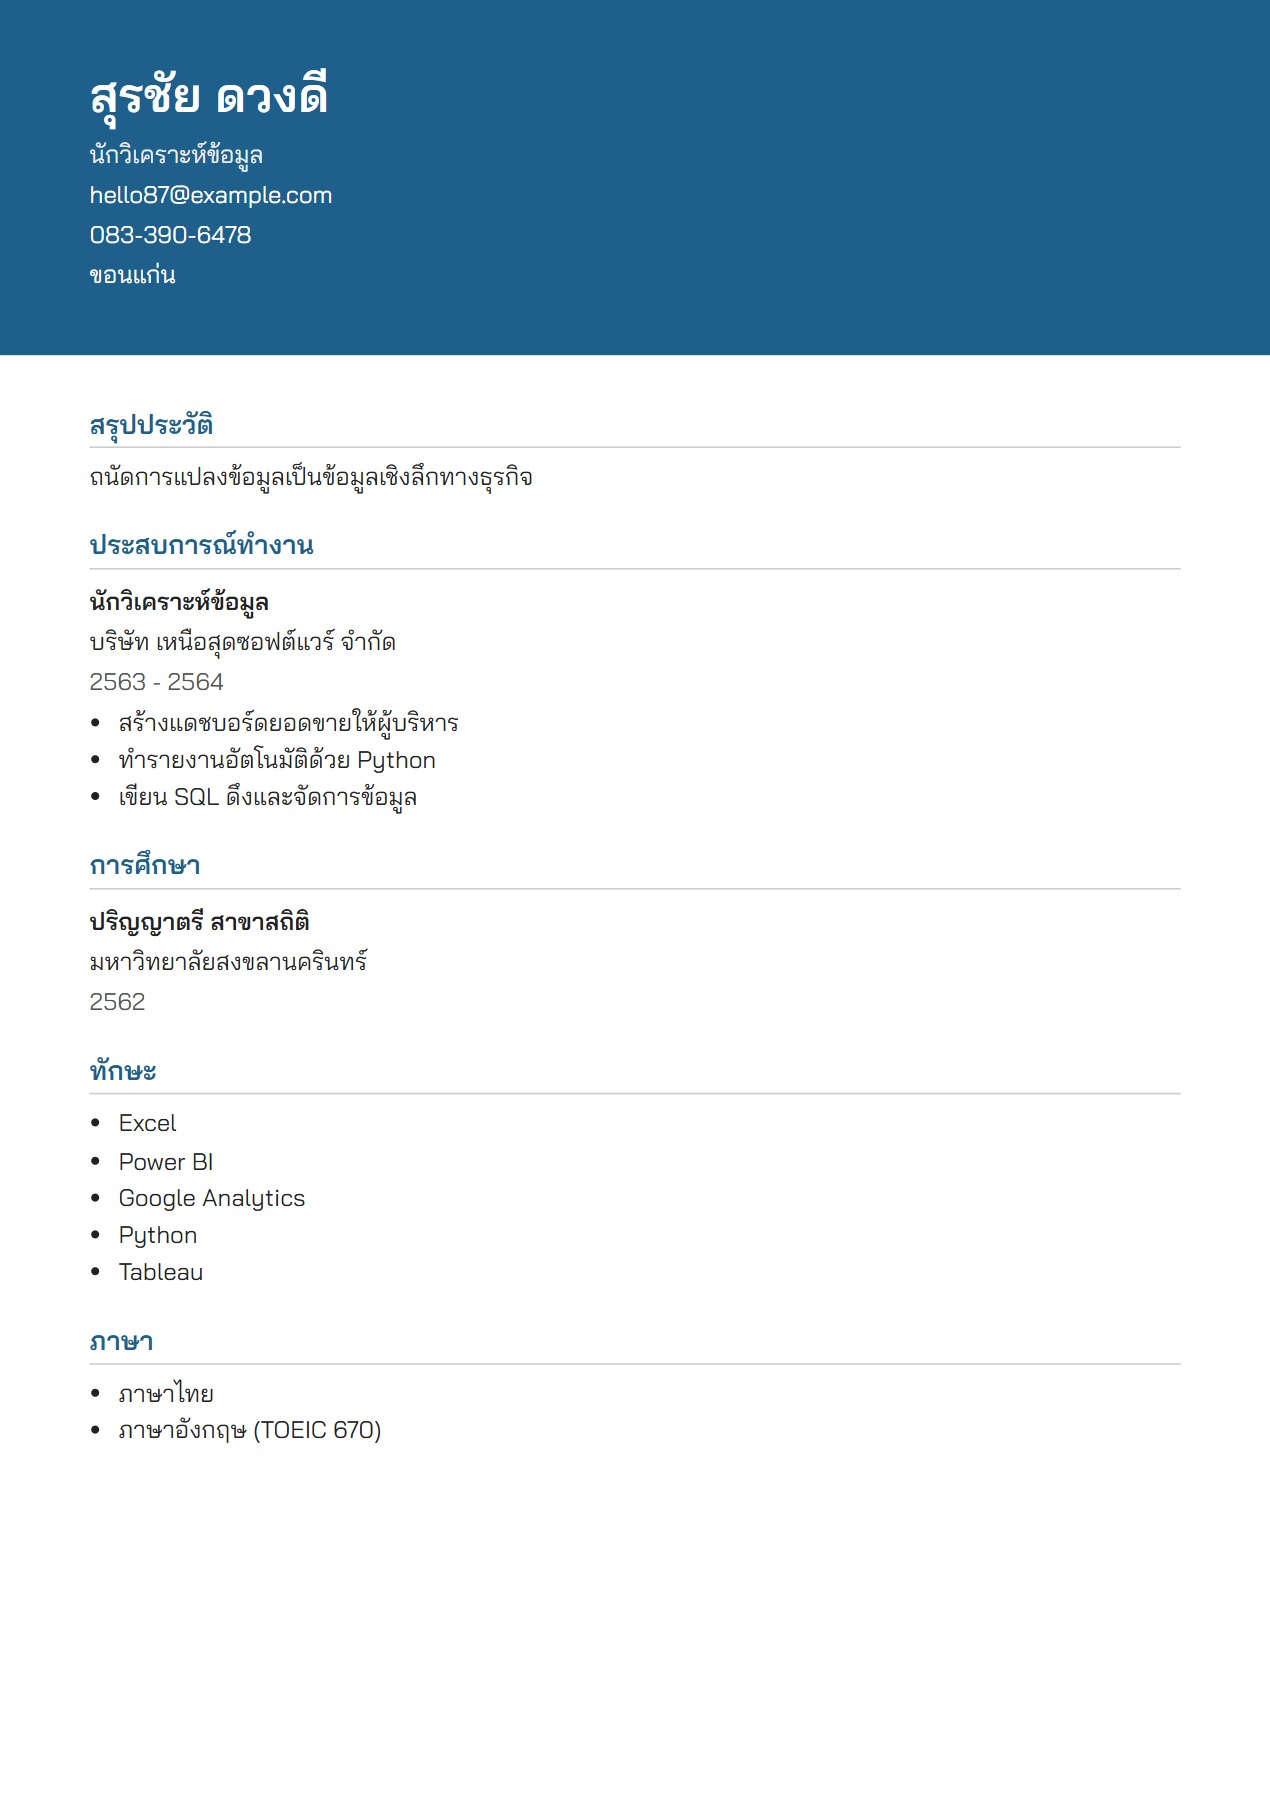 สุรชัย ดวงดี
นักวิเคราะห์ข้อมูล
hello87@example.com
083-390-6478
ขอนแก่น
สรุปประวัติ
ถนัดการแปลงข้อมูลเป็นข้อมูลเชิงลึกทางธุรกิจ
ประสบการณ์ทำงาน
นักวิเคราะห์ข้อมูล
บริษัท เหนือสุดซอฟต์แวร์ จำกัด
2563 - 2564
• สร้างแดชบอร์ดยอดขายให้ผู้บริหาร
• ทำรายงานอัตโนมัติด้วย Python
• เขียน SQL ดึงและจัดการข้อมูล
การศึกษา
ปริญญาตรี สาขาสถิติ
มหาวิทยาลัยสงขลานครินทร์
2562
ทักษะ
• Excel
• Power BI
• Google Analytics
• Python
• Tableau
ภาษา
• ภาษาไทย
• ภาษาอังกฤษ (TOEIC 670)